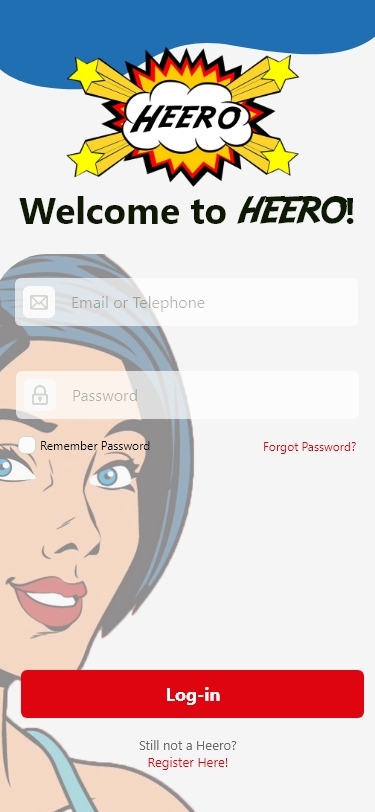 HEERO
Welcome to HEERO!
Email or Telephone
Password
Remember Password Forgot Password?
Log-in
Still not a Heero?
Register Here!